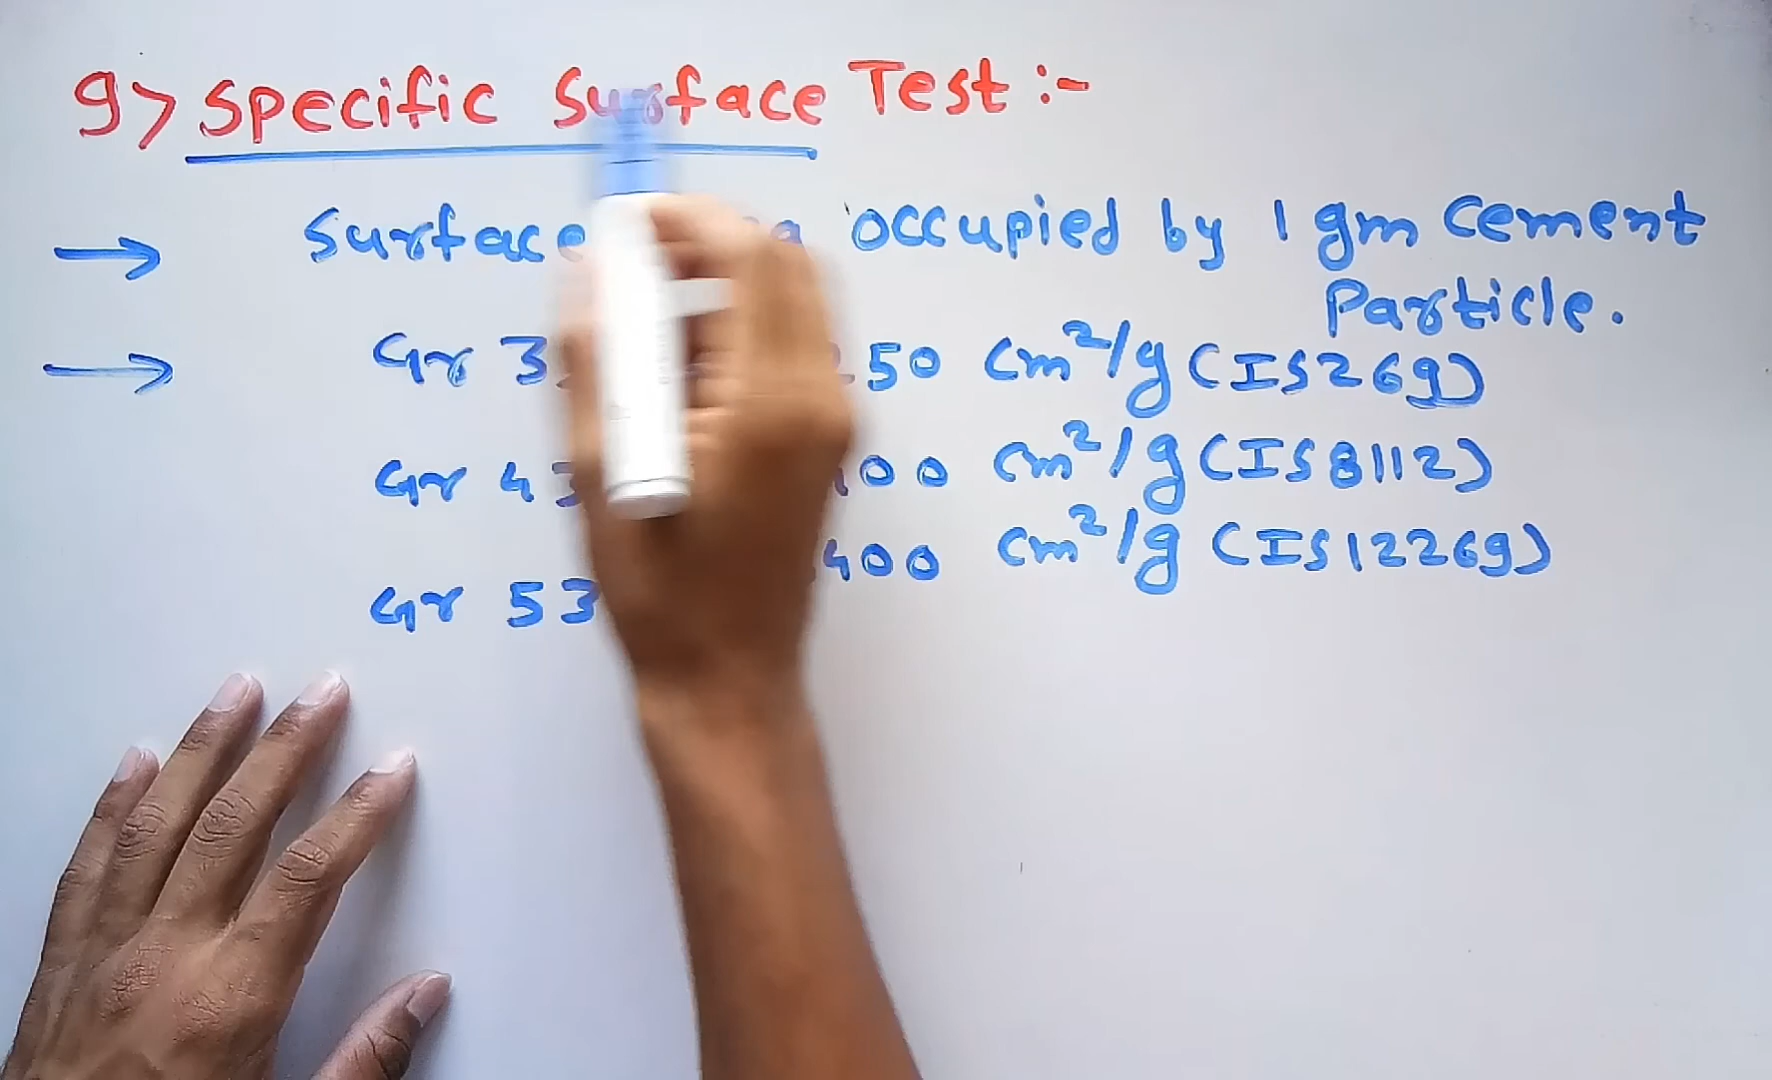 9> Specific Surface Test :-
→ Surface occupied by 1 gm Cement
Particle.
→ Gr 50 cm²/g (IS269)
Gr 4 00 cm²/g (IS8112)
Gr 53 400 cm²/g (IS12269)